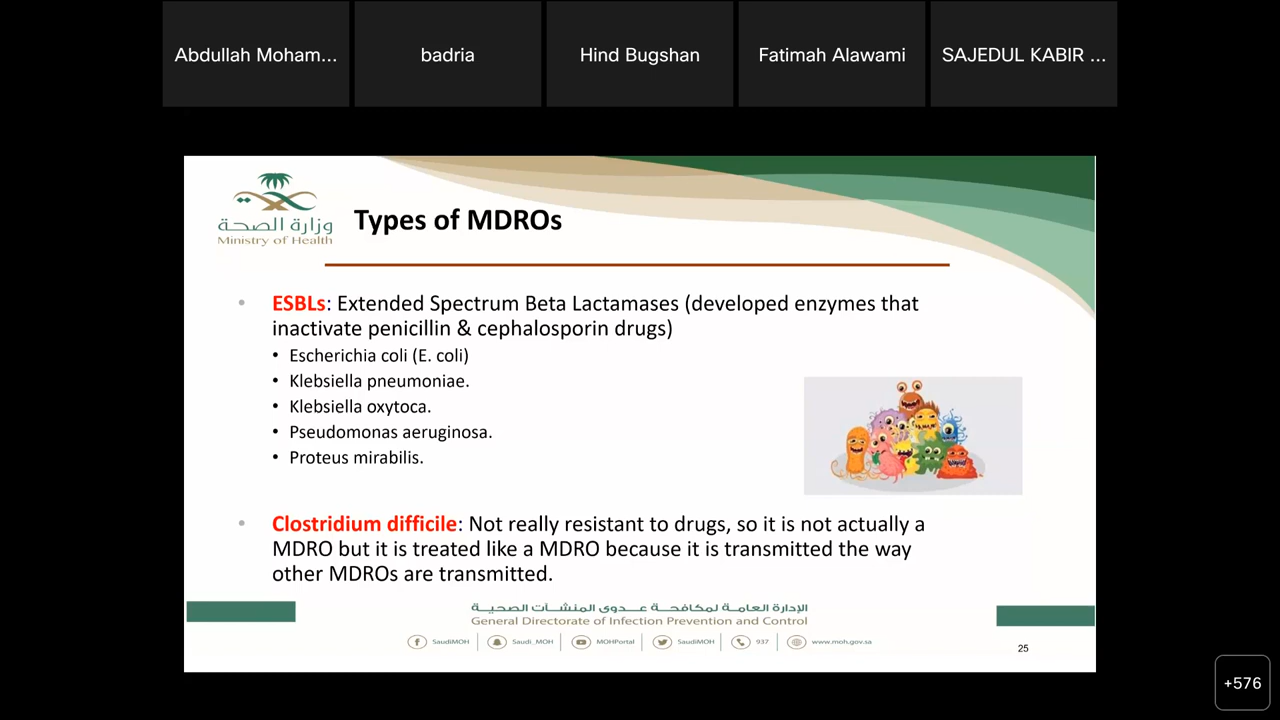 Abdullah Moham...
badria
Hind Bugshan
Fatimah Alawami
SAJEDUL KABIR ...
وزارة الصحة
Ministry of Health
Types of MDROs
• ESBLs: Extended Spectrum Beta Lactamases (developed enzymes that
inactivate penicillin & cephalosporin drugs)
• Escherichia coli (E. coli)
• Klebsiella pneumoniae.
• Klebsiella oxytoca.
• Pseudomonas aeruginosa.
• Proteus mirabilis.
• Clostridium difficile: Not really resistant to drugs, so it is not actually a
MDRO but it is treated like a MDRO because it is transmitted the way
other MDROs are transmitted.
الإدارة العامة لمكافحة عدوى المنشآت الصحية
General Directorate of Infection Prevention and Control
SaudiMOH
Saudi_MOH
MOHPortal
SaudiMOH
937
www.moh.gov.sa
25
+576